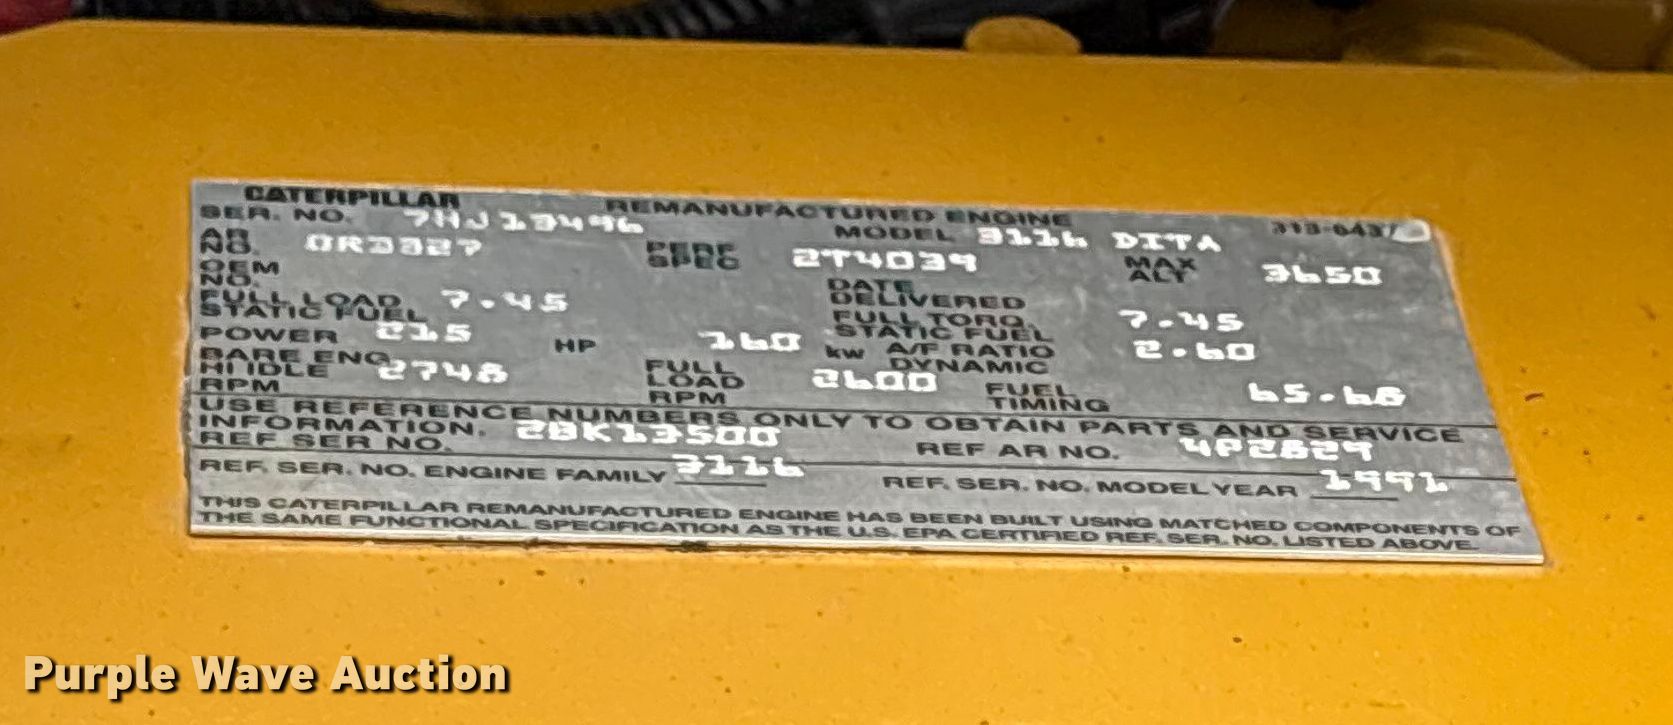 CATERPILLAR REMANUFACTURED ENGINE
SER. NO. 7HJ13496 MODEL 3116 DITA
AR NO. 0R3327 PERF SPEC 2T4039 MAX ALT 3650
OEM NO. DATE DELIVERED
FULL LOAD STATIC FUEL 7.45 FULL TORQ. STATIC FUEL 7.45
POWER 215 HP 160 kw A/F RATIO DYNAMIC 2.60
BARE ENG. HI IDLE RPM 2748 FULL LOAD RPM 2600 FUEL TIMING 65.68
USE REFERENCE NUMBERS ONLY TO OBTAIN PARTS AND SERVICE
INFORMATION.
REF SER NO. 2BK13500 REF AR NO. 4P2829
REF. SER. NO. ENGINE FAMILY 3116 REF. SER. NO. MODEL YEAR 1991
THIS CATERPILLAR REMANUFACTURED ENGINE HAS BEEN BUILT USING MATCHED COMPONENTS OF
THE SAME FUNCTIONAL SPECIFICATION AS THE U.S. EPA CERTIFIED REF. SER. NO. LISTED ABOVE.
Purple Wave Auction